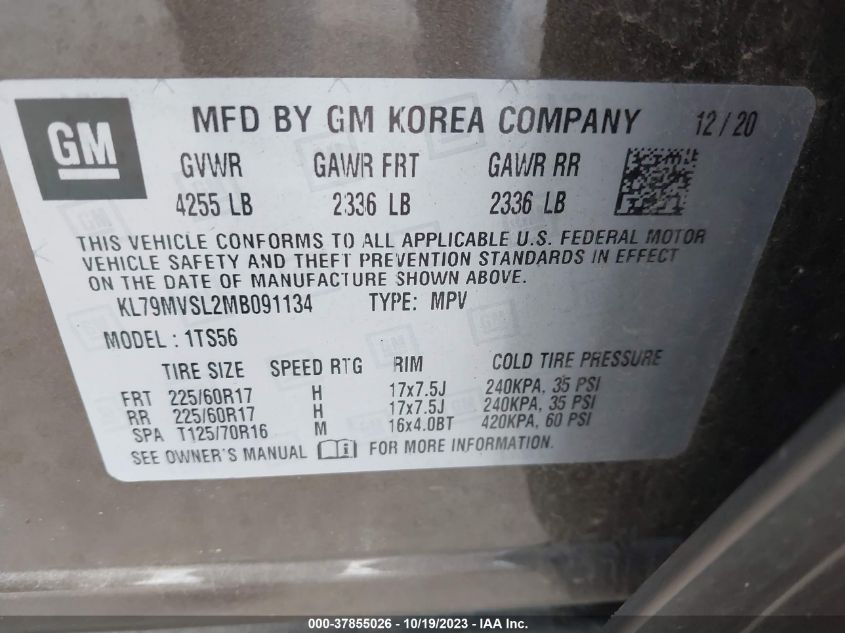 GM MFD BY GM KOREA COMPANY 12/20
GVWR GAWR FRT GAWR RR
4255 LB 2336 LB 2336 LB
THIS VEHICLE CONFORMS TO ALL APPLICABLE U.S. FEDERAL MOTOR
VEHICLE SAFETY AND THEFT PREVENTION STANDARDS IN EFFECT
ON THE DATE OF MANUFACTURE SHOWN ABOVE.
KL79MVSL2MB091134 TYPE: MPV
MODEL : 1TS56
TIRE SIZE SPEED RTG RIM COLD TIRE PRESSURE
FRT 225/60R17 H 17x7.5J 240KPA, 35 PSI
RR 225/60R17 H 17x7.5J 240KPA, 35 PSI
SPA T125/70R16 M 16x4.0BT 420KPA, 60 PSI
SEE OWNER'S MANUAL FOR MORE INFORMATION.
000-37855026 - 10/19/2023 - IAA Inc.